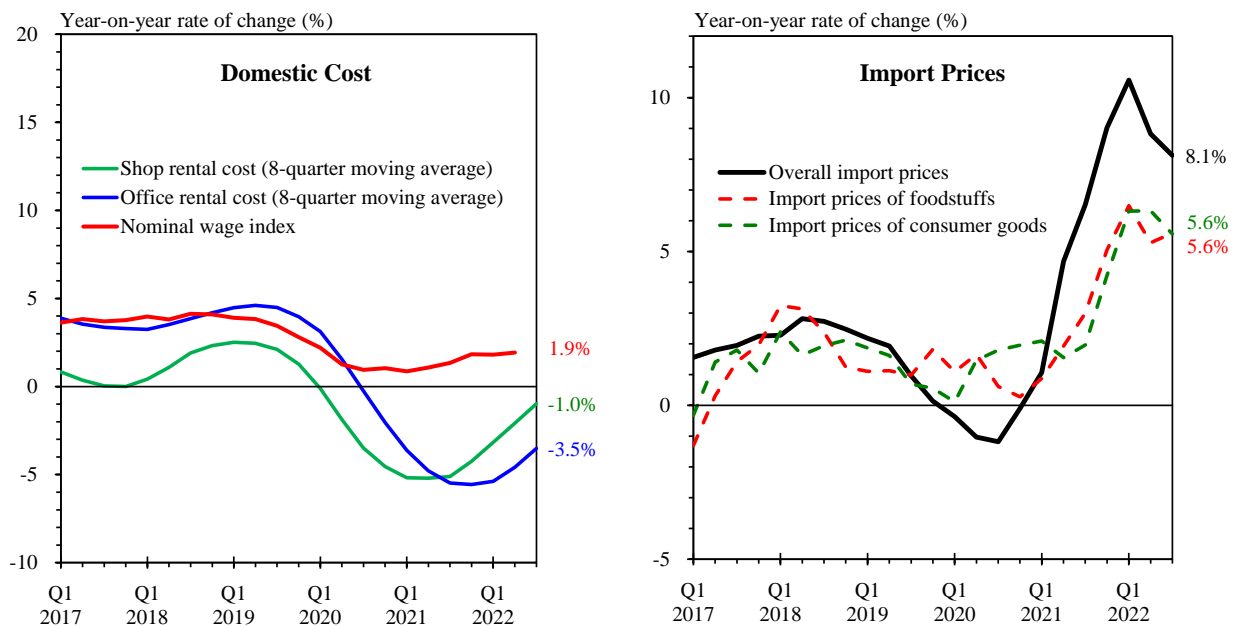 Year-on-year rate of change (%)
Domestic Cost
20
15
10
5
0
-5
-10
Shop rental cost (8-quarter moving average)
Office rental cost (8-quarter moving average)
Nominal wage index
1.9%
-1.0%
-3.5%
Q1 Q1 Q1 Q1 Q1 Q1
2017 2018 2019 2020 2021 2022
Year-on-year rate of change (%)
Import Prices
10
5
0
-5
Overall import prices
Import prices of foodstuffs
Import prices of consumer goods
8.1%
5.6%
5.6%
Q1 Q1 Q1 Q1 Q1 Q1
2017 2018 2019 2020 2021 2022